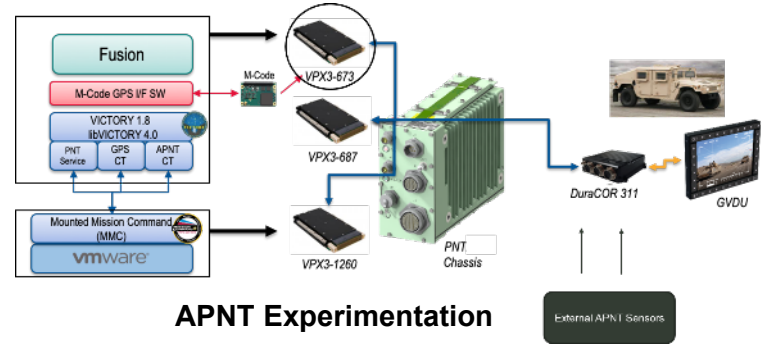 Fusion
M-Code GPS I/F SW
VICTORY 1.8
libVICTORY 4.0
PNT
Service
GPS
CT
APNT
CT
Mounted Mission Command
(MMC)
vmware
M-Code
VPX3-673
VPX3-687
VPX3-1260
PNT
Chassis
DuraCOR 311
GVDU
APNT Experimentation
External APNT Sensors